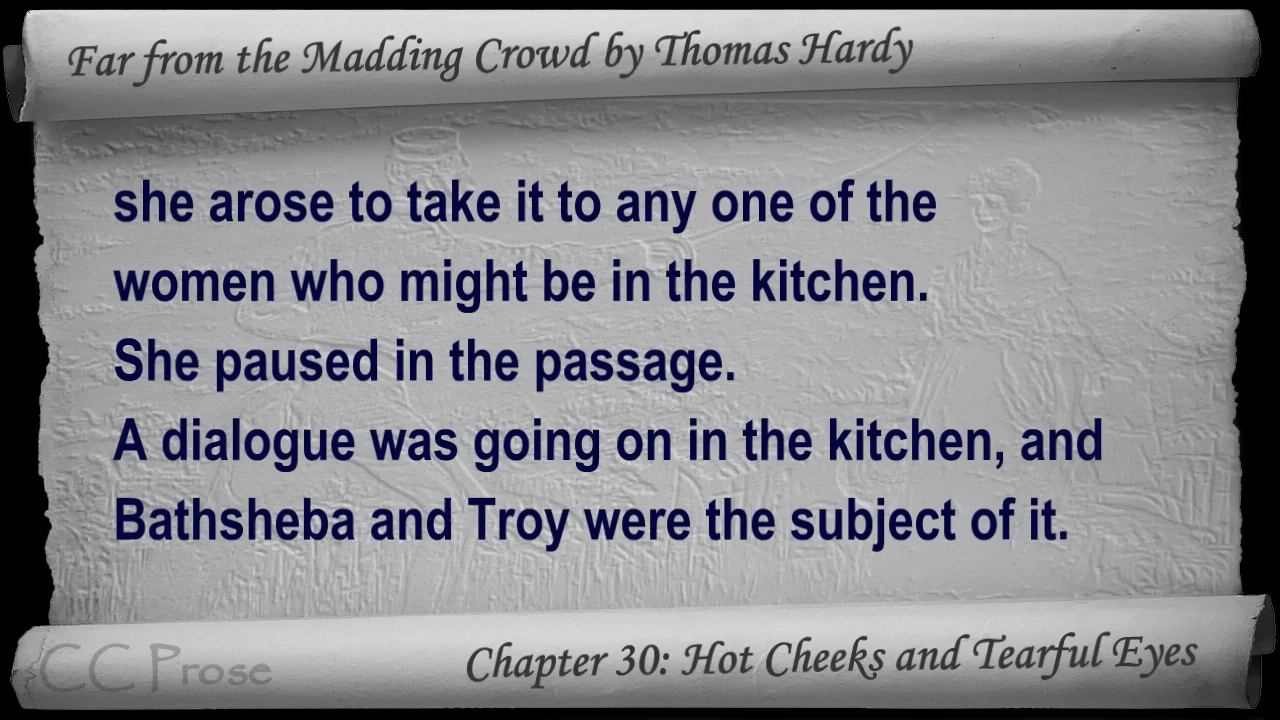 Far from the Madding Crowd by Thomas Hardy
she arose to take it to any one of the
women who might be in the kitchen.
She paused in the passage.
A dialogue was going on in the kitchen, and
Bathsheba and Troy were the subject of it.
CC Prose
Chapter 30: Hot Cheeks and Tearful Eyes